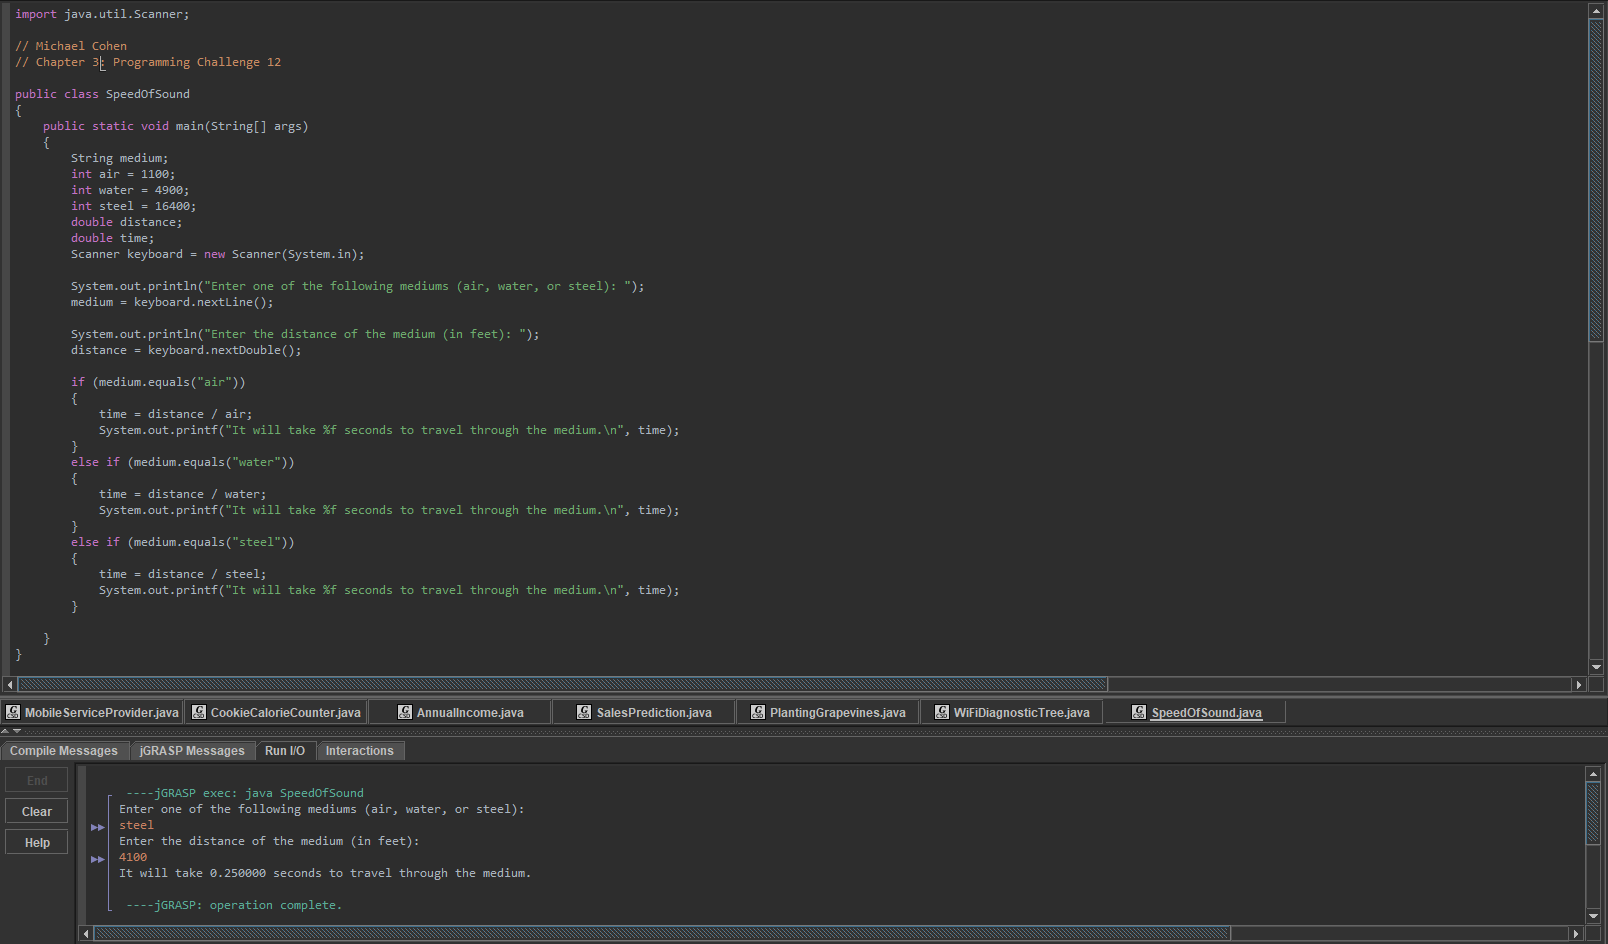 import java.util.Scanner;
// Michael Cohen
// Chapter 3: Programming Challenge 12
public class SpeedOfSound
{
    public static void main(String[] args)
    {
        String medium;
        int air = 1100;
        int water = 4900;
        int steel = 16400;
        double distance;
        double time;
        Scanner keyboard = new Scanner(System.in);
        System.out.println("Enter one of the following mediums (air, water, or steel): ");
        medium = keyboard.nextLine();
        System.out.println("Enter the distance of the medium (in feet): ");
        distance = keyboard.nextDouble();
        if (medium.equals("air"))
        {
            time = distance / air;
            System.out.printf("It will take %f seconds to travel through the medium.\n", time);
        }
        else if (medium.equals("water"))
        {
            time = distance / water;
            System.out.printf("It will take %f seconds to travel through the medium.\n", time);
        }
        else if (medium.equals("steel"))
        {
            time = distance / steel;
            System.out.printf("It will take %f seconds to travel through the medium.\n", time);
        }
    }
}
MobileServiceProvider.java CookieCalorieCounter.java AnnualIncome.java SalesPrediction.java PlantingGrapevines.java WiFiDiagnosticTree.java SpeedOfSound.java
Compile Messages jGRASP Messages Run I/O Interactions
End
Clear
Help
----jGRASP exec: java SpeedOfSound
Enter one of the following mediums (air, water, or steel):
steel
Enter the distance of the medium (in feet):
4100
It will take 0.250000 seconds to travel through the medium.
----jGRASP: operation complete.